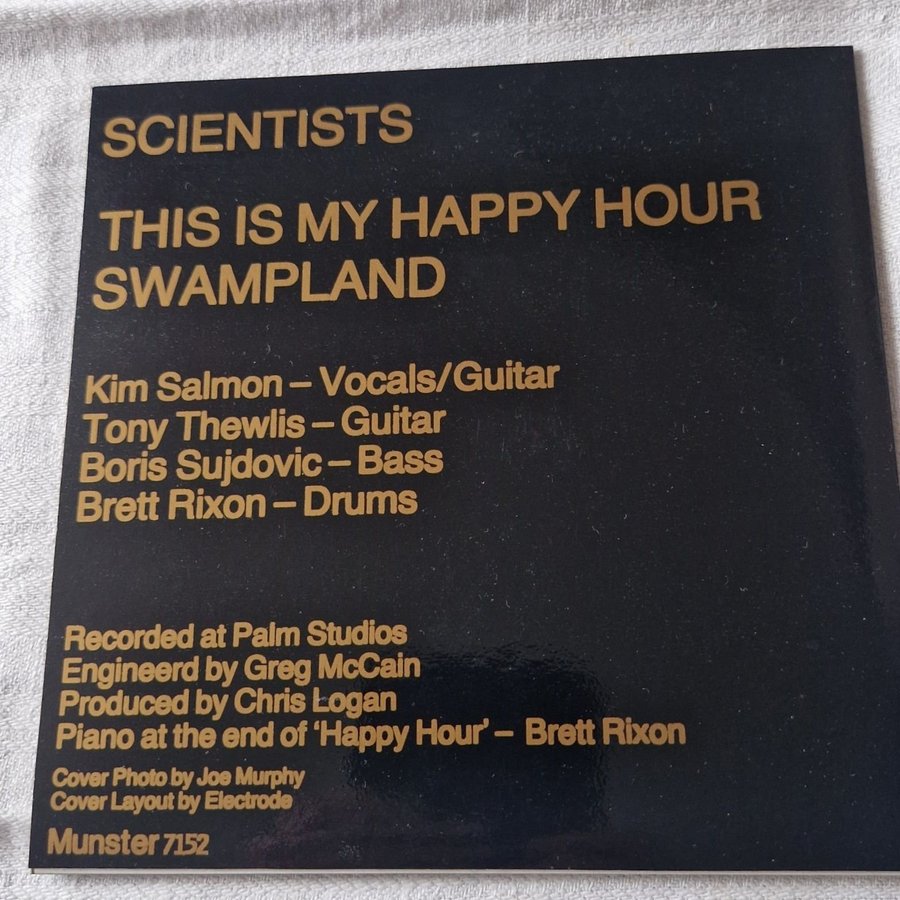 SCIENTISTS
THIS IS MY HAPPY HOUR
SWAMPLAND
Kim Salmon – Vocals/Guitar
Tony Thewlis – Guitar
Boris Sujdovic – Bass
Brett Rixon – Drums
Recorded at Palm Studios
Engineerd by Greg McCain
Produced by Chris Logan
Piano at the end of ‘Happy Hour’ – Brett Rixon
Cover Photo by Joe Murphy
Cover Layout by Electrode
Munster 7152